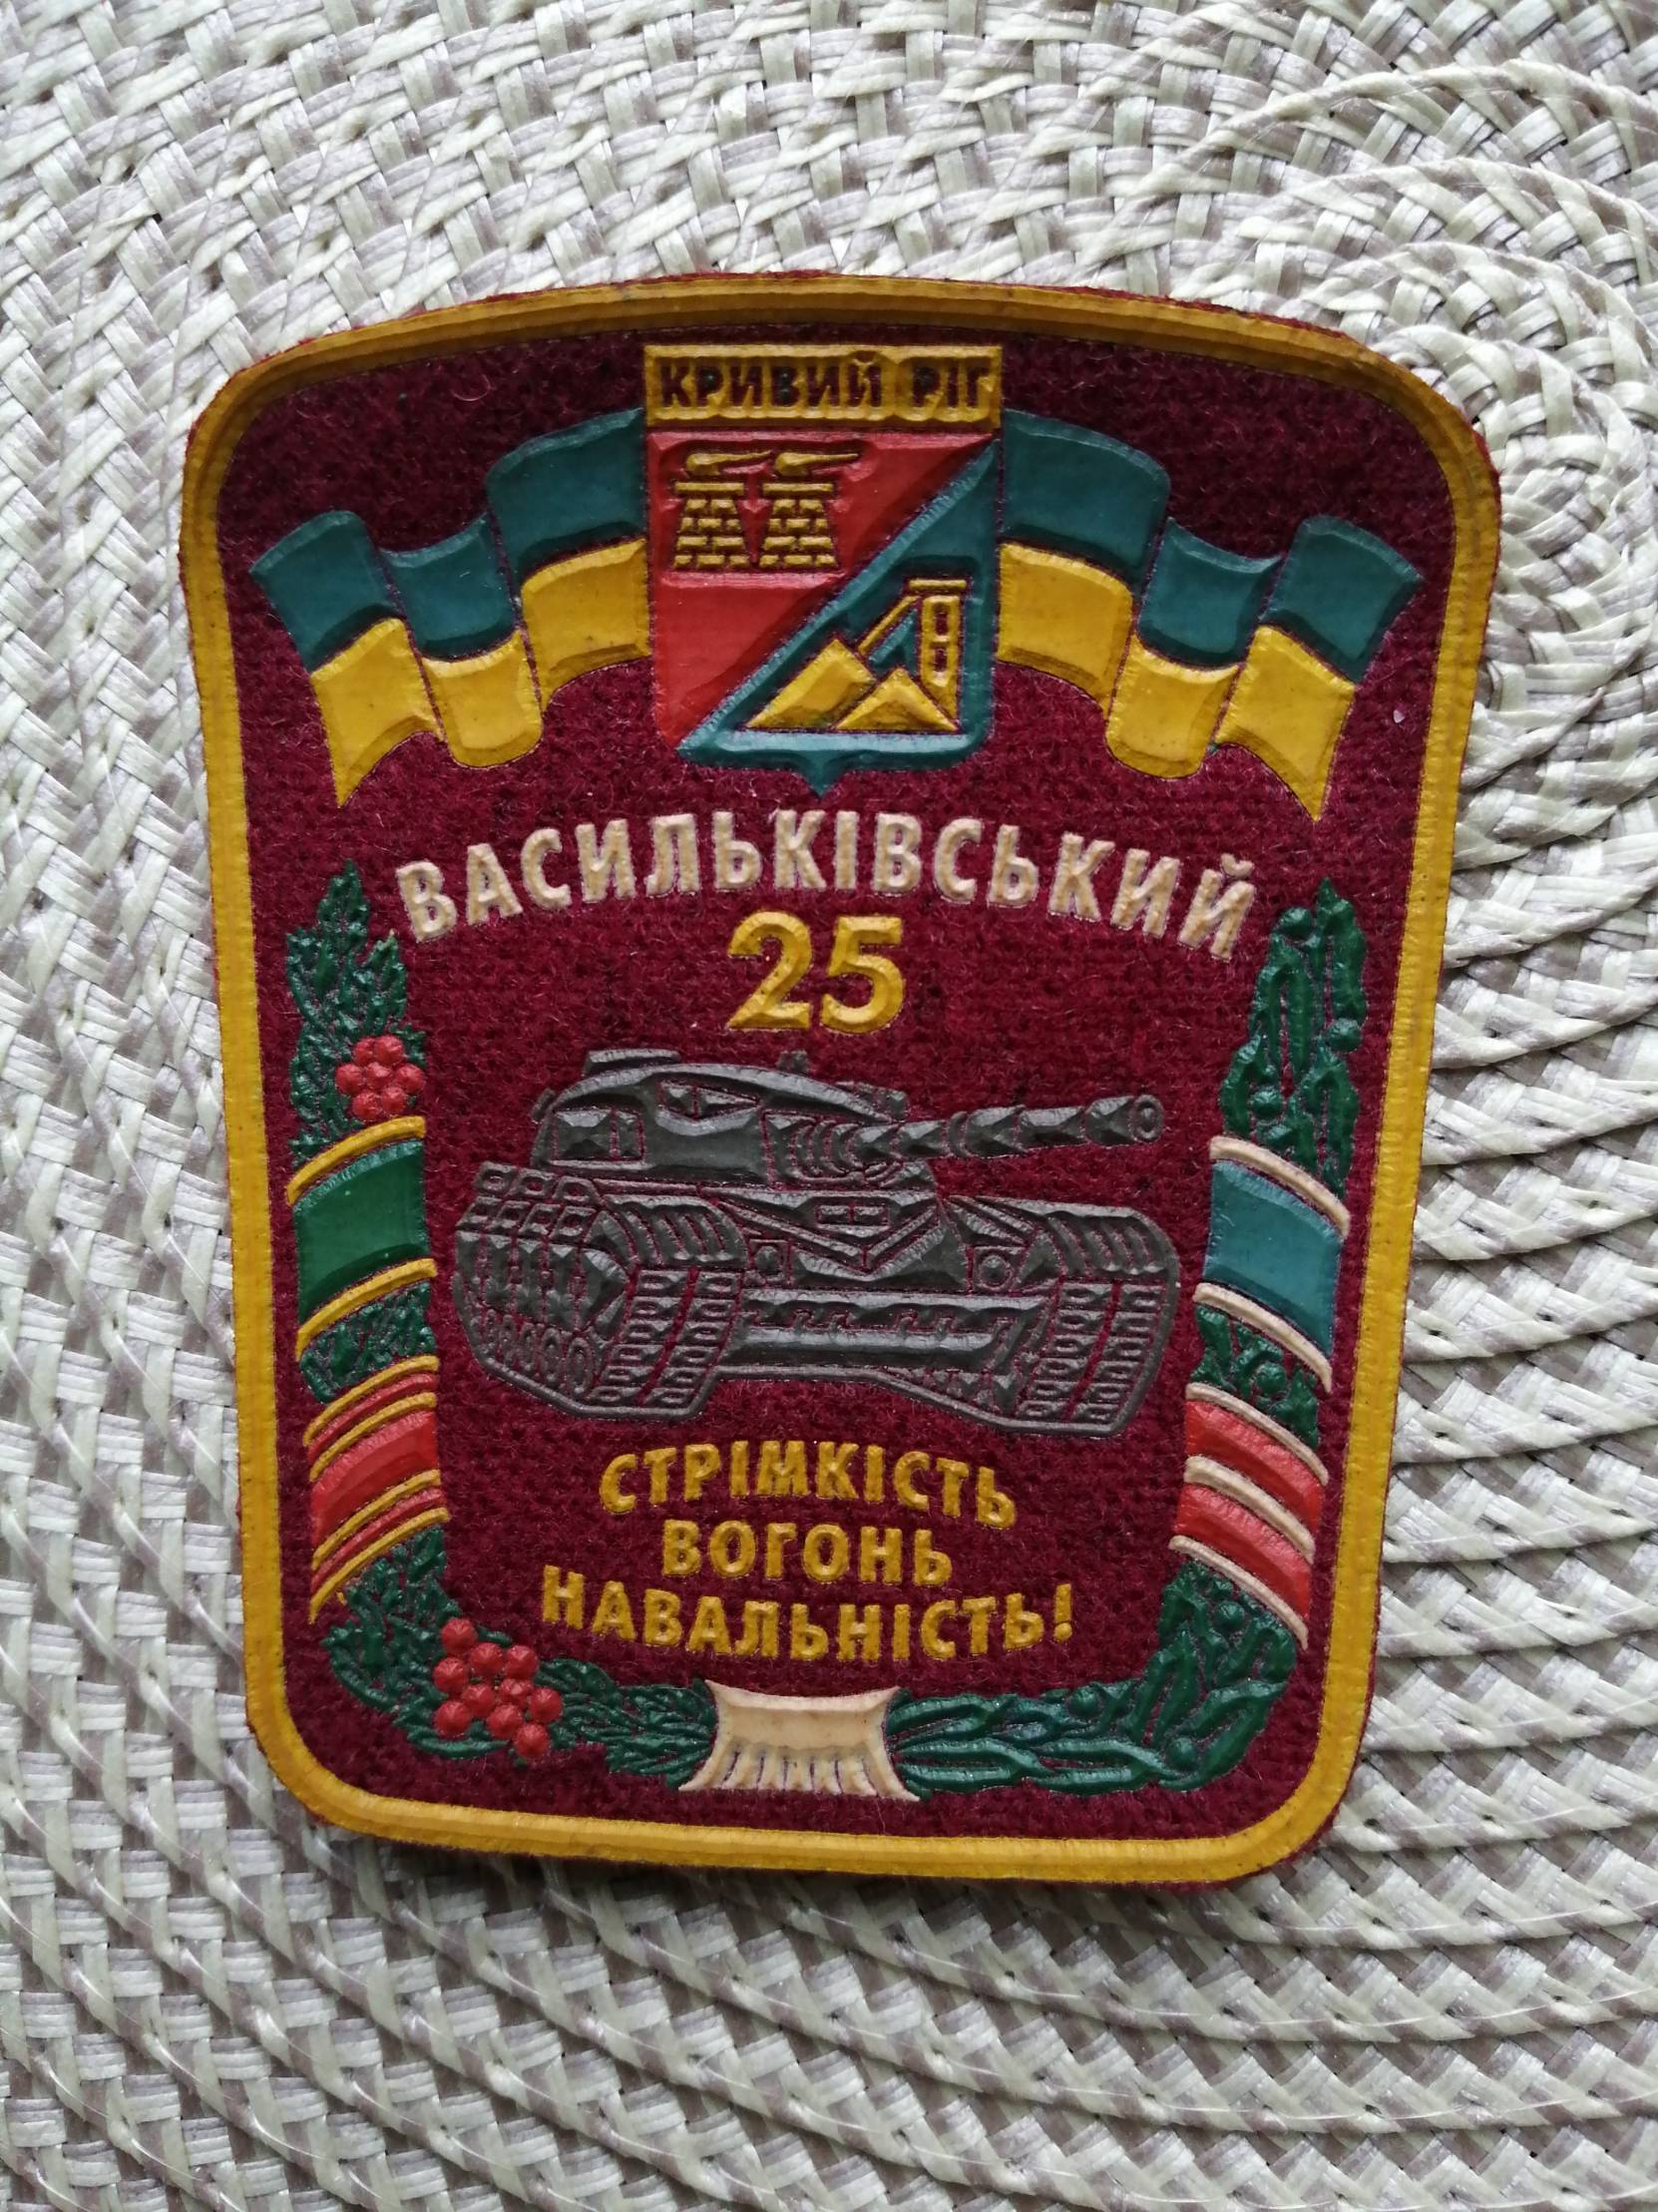 КРИВИЙ РІГ
ВАСИЛЬКІВСЬКИЙ
25
СТРІМКІСТЬ
ВОГОНЬ
НАВАЛЬНІСТЬ!